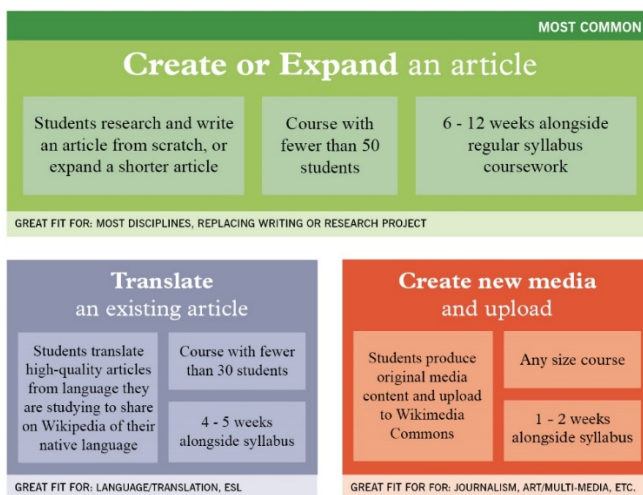 MOST COMMON
Create or Expand an article
Students research and write
an article from scratch, or
expand a shorter article
Course with
fewer than 50
students
6 - 12 weeks alongside
regular syllabus
coursework
GREAT FIT FOR: MOST DISCIPLINES, REPLACING WRITING OR RESEARCH PROJECT
Translate
an existing article
Students translate
high-quality articles
from language they
are studying to share
on Wikipedia of their
native language
Course with fewer
than 30 students
4 - 5 weeks
alongside syllabus
GREAT FIT FOR: LANGUAGE/TRANSLATION, ESL
Create new media
and upload
Students produce
original media
content and upload
to Wikimedia
Commons
Any size course
1 - 2 weeks
alongside syllabus
GREAT FIT FOR FOR: JOURNALISM, ART/MULTI-MEDIA, ETC.